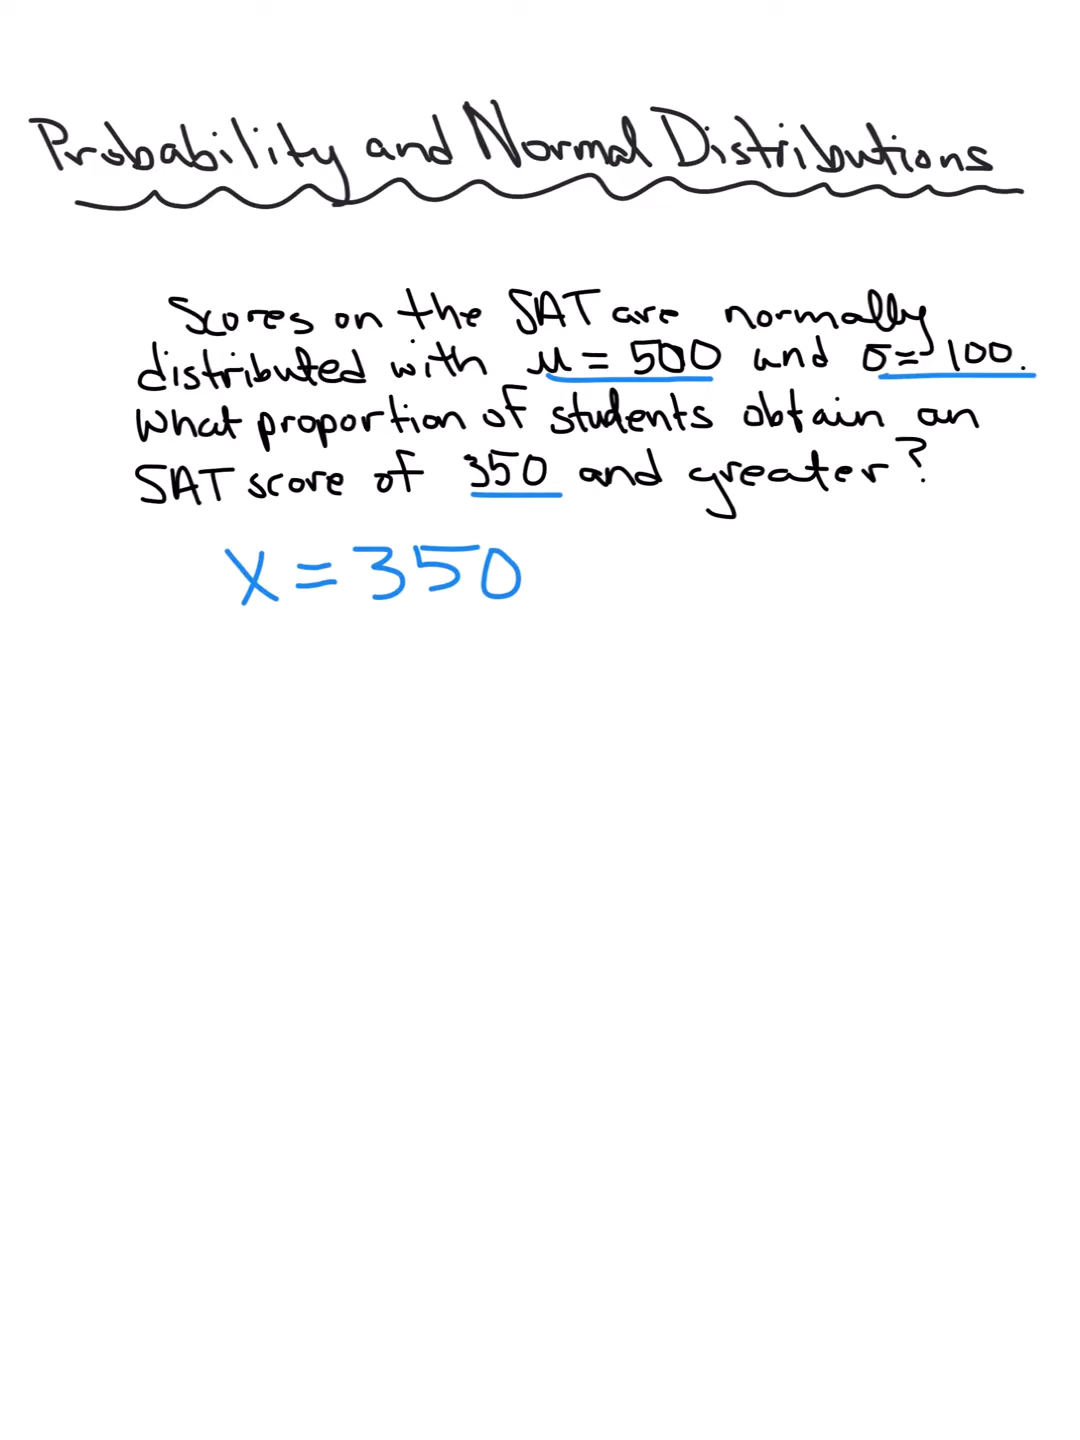 Probability and Normal Distributions
Scores on the SAT are normally
distributed with μ = 500 and σ = 100.
What proportion of students obtain an
SAT score of 350 and greater?
X = 350